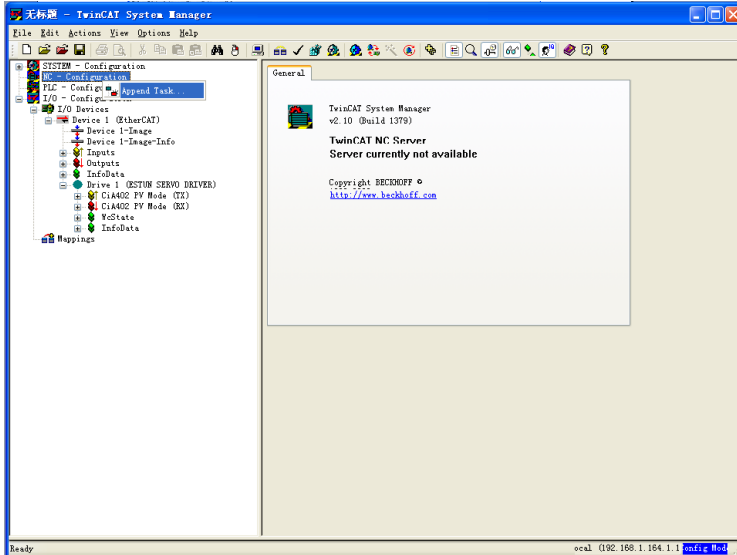 无标题 - TwinCAT System Manager
File Edit Actions View Options Help
SYSTEM - Configuration
NC - Configuration
PLC - Configu
Append Task...
I/O - Configu
I/O Devices
Device 1 (EtherCAT)
Device 1-Image
Device 1-Image-Info
Inputs
Outputs
InfoData
Drive 1 (ESTUN SERVO DRIVER)
CiA402 PV Mode (TX)
CiA402 PV Mode (RX)
WcState
InfoData
Mappings
General
TwinCAT System Manager
v2.10 (Build 1379)
TwinCAT NC Server
Server currently not available
Copyright BECKHOFF ©
http://www.beckhoff.com
Ready
ocal (192.168.1.164.1.1
onfig Mod